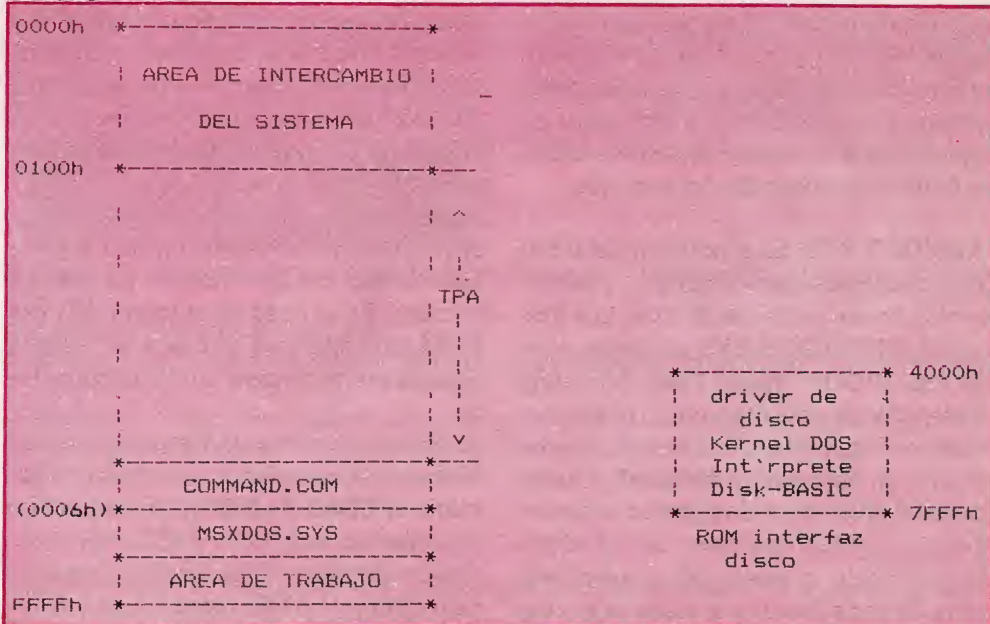 0000h *------------------*
¦ AREA DE INTERCAMBIO ¦
¦ DEL SISTEMA ¦
0100h *------------------*---
¦ ¦ ^
TPA
*------------------* 4000h
¦ driver de ¦
¦ disco ¦
¦ Kernel DOS ¦
¦ Int`rprete ¦
¦ Disk-BASIC ¦
*------------------* 7FFFh
ROM interfaz
disco
¦ ¦ v
*------------------*---
¦ COMMAND.COM ¦
(0006h)*------------------*
¦ MSXDOS.SYS ¦
*------------------*
¦ AREA DE TRABAJO ¦
FFFFh *------------------*